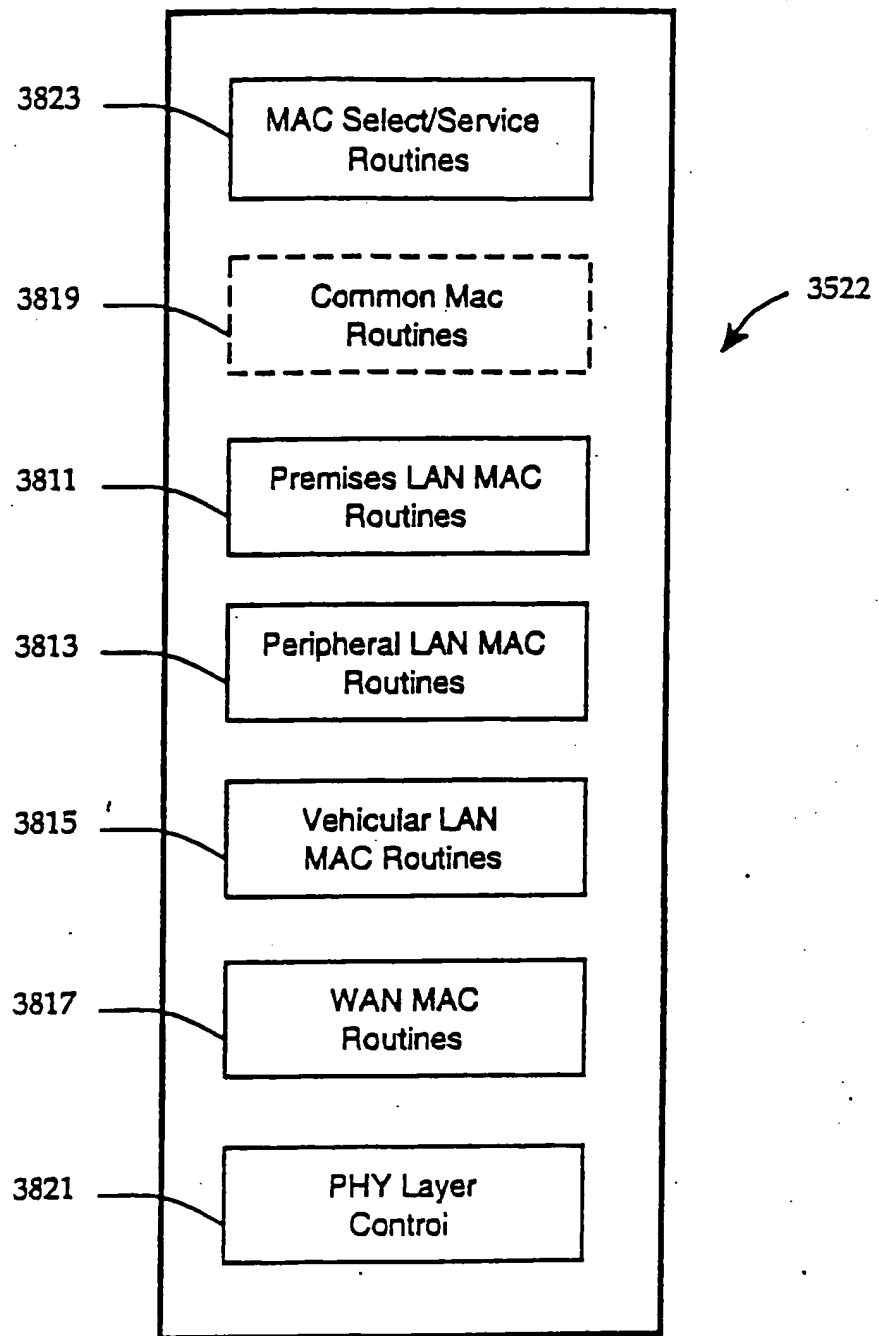 3823
MAC Select/Service
Routines
3819
Common Mac
Routines
3522
3811
Premises LAN MAC
Routines
3813
Peripheral LAN MAC
Routines
3815
Vehicular LAN
MAC Routines
3817
WAN MAC
Routines
3821
PHY Layer
Control